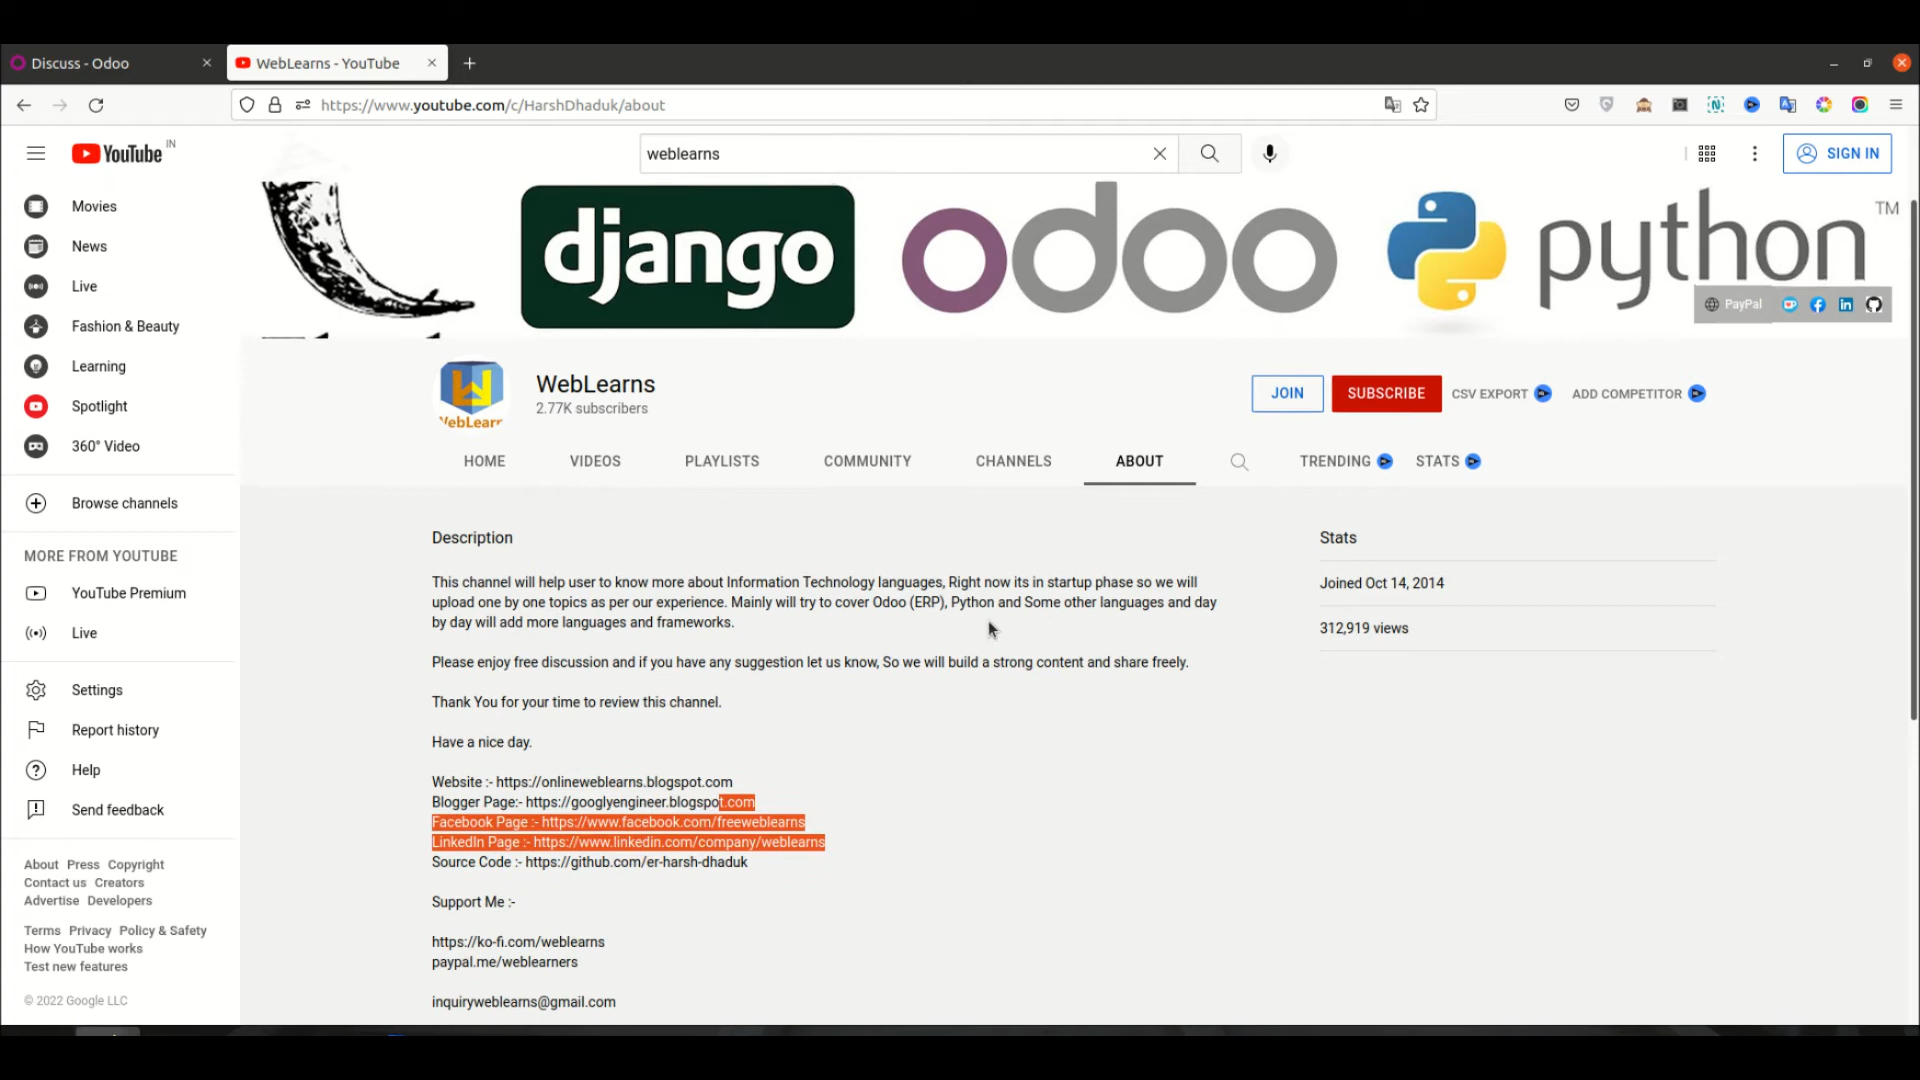 Discuss - Odoo
WebLearns - YouTube
https://www.youtube.com/c/HarshDhaduk/about
YouTube IN
weblearns
SIGN IN
Movies
News
Live
Fashion & Beauty
Learning
Spotlight
360° Video
Browse channels
MORE FROM YOUTUBE
YouTube Premium
Live
Settings
Report history
Help
Send feedback
About Press Copyright
Contact us Creators
Advertise Developers
Terms Privacy Policy & Safety
How YouTube works
Test new features
© 2022 Google LLC
django
odoo
python TM
PayPal
WebLearn
WebLearns
2.77K subscribers
JOIN
SUBSCRIBE
CSV EXPORT
ADD COMPETITOR
HOME
VIDEOS
PLAYLISTS
COMMUNITY
CHANNELS
ABOUT
TRENDING
STATS
Description
This channel will help user to know more about Information Technology languages, Right now its in startup phase so we will
upload one by one topics as per our experience. Mainly will try to cover Odoo (ERP), Python and Some other languages and day
by day will add more languages and frameworks.
Please enjoy free discussion and if you have any suggestion let us know, So we will build a strong content and share freely.
Thank You for your time to review this channel.
Have a nice day.
Website :- https://onlineweblearns.blogspot.com
Blogger Page:- https://googlyengineer.blogspot.com
Facebook Page :- https://www.facebook.com/freeweblearns
LinkedIn Page :- https://www.linkedin.com/company/weblearns
Source Code :- https://github.com/er-harsh-dhaduk
Support Me :-
https://ko-fi.com/weblearns
paypal.me/weblearners
inquiryweblearns@gmail.com
Stats
Joined Oct 14, 2014
312,919 views